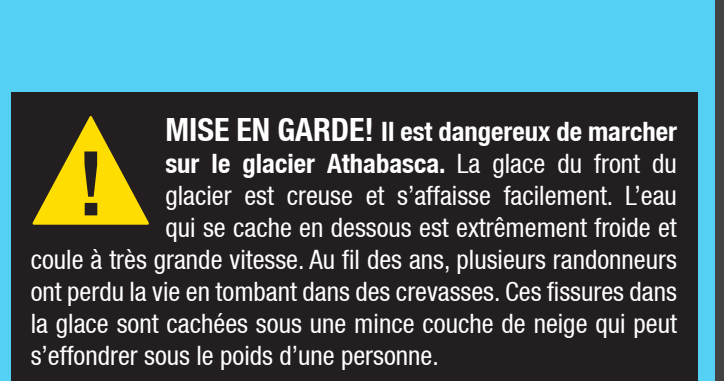 MISE EN GARDE! Il est dangereux de marcher
sur le glacier Athabasca. La glace du front du
glacier est creuse et s’affaisse facilement. L’eau
qui se cache en dessous est extrêmement froide et
coule à très grande vitesse. Au fil des ans, plusieurs randonneurs
ont perdu la vie en tombant dans des crevasses. Ces fissures dans
la glace sont cachées sous une mince couche de neige qui peut
s’effondrer sous le poids d’une personne.